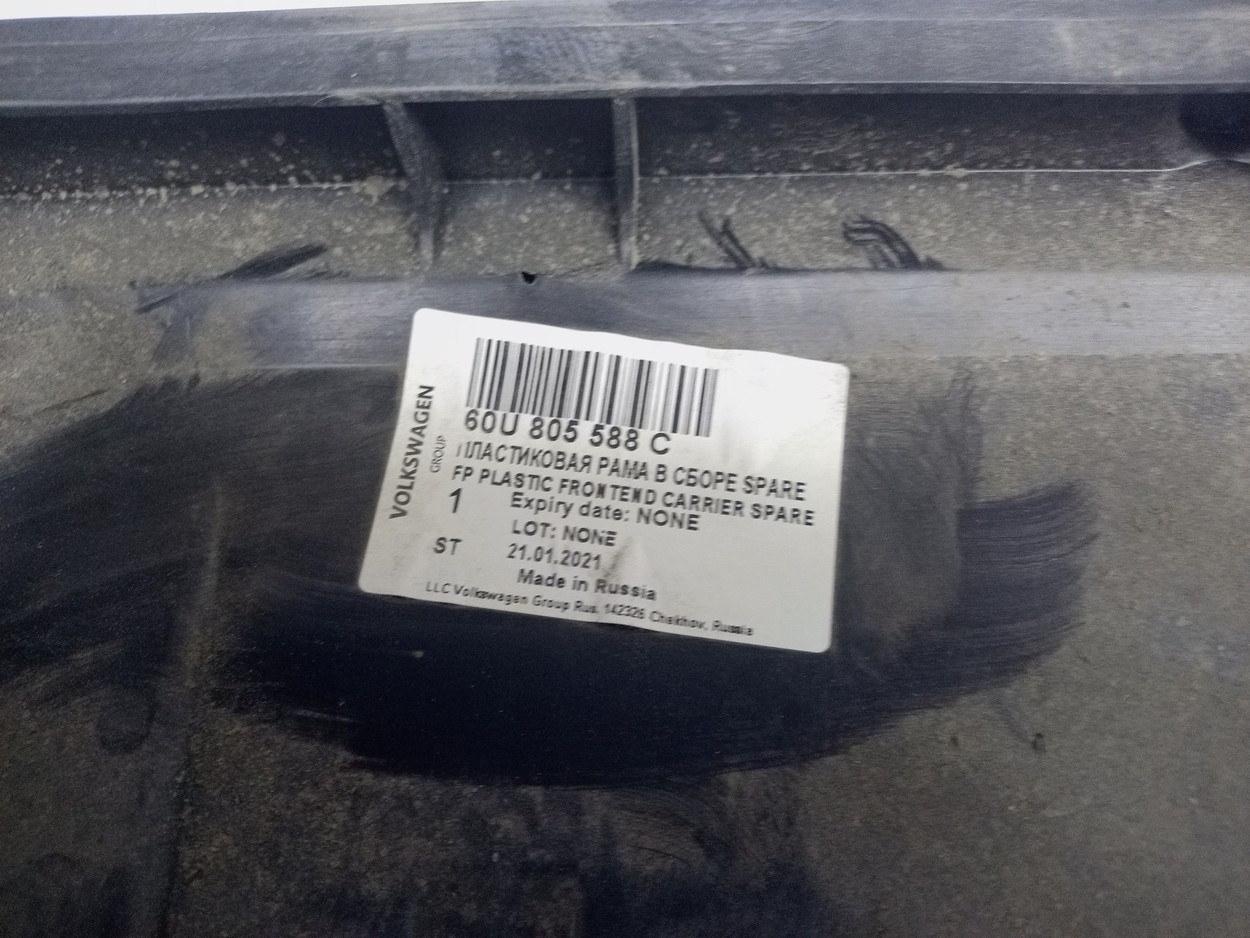 VOLKSWAGEN
GROUP
60U 805 588 C
ПЛАСТИКОВАЯ РАМА В СБОРЕ SPARE
FP PLASTIC FRONTEND CARRIER SPARE
1
Expiry date: NONE
LOT: NONE
ST
21.01.2021
Made in Russia
LLC Volkswagen Group Rus. 142326 Chekhov, Russia